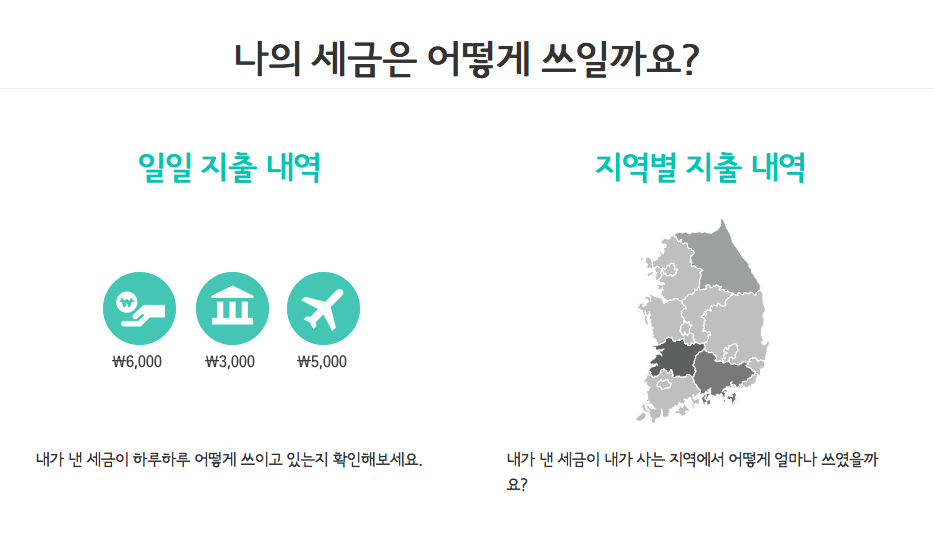 나의 세금은 어떻게 쓰일까요?
일일 지출 내역
지역별 지출 내역
₩
₩6,000
₩3,000
₩5,000
내가 낸 세금이 하루하루 어떻게 쓰이고 있는지 확인해보세요.
내가 낸 세금이 내가 사는 지역에서 어떻게 얼마나 쓰였을까
요?